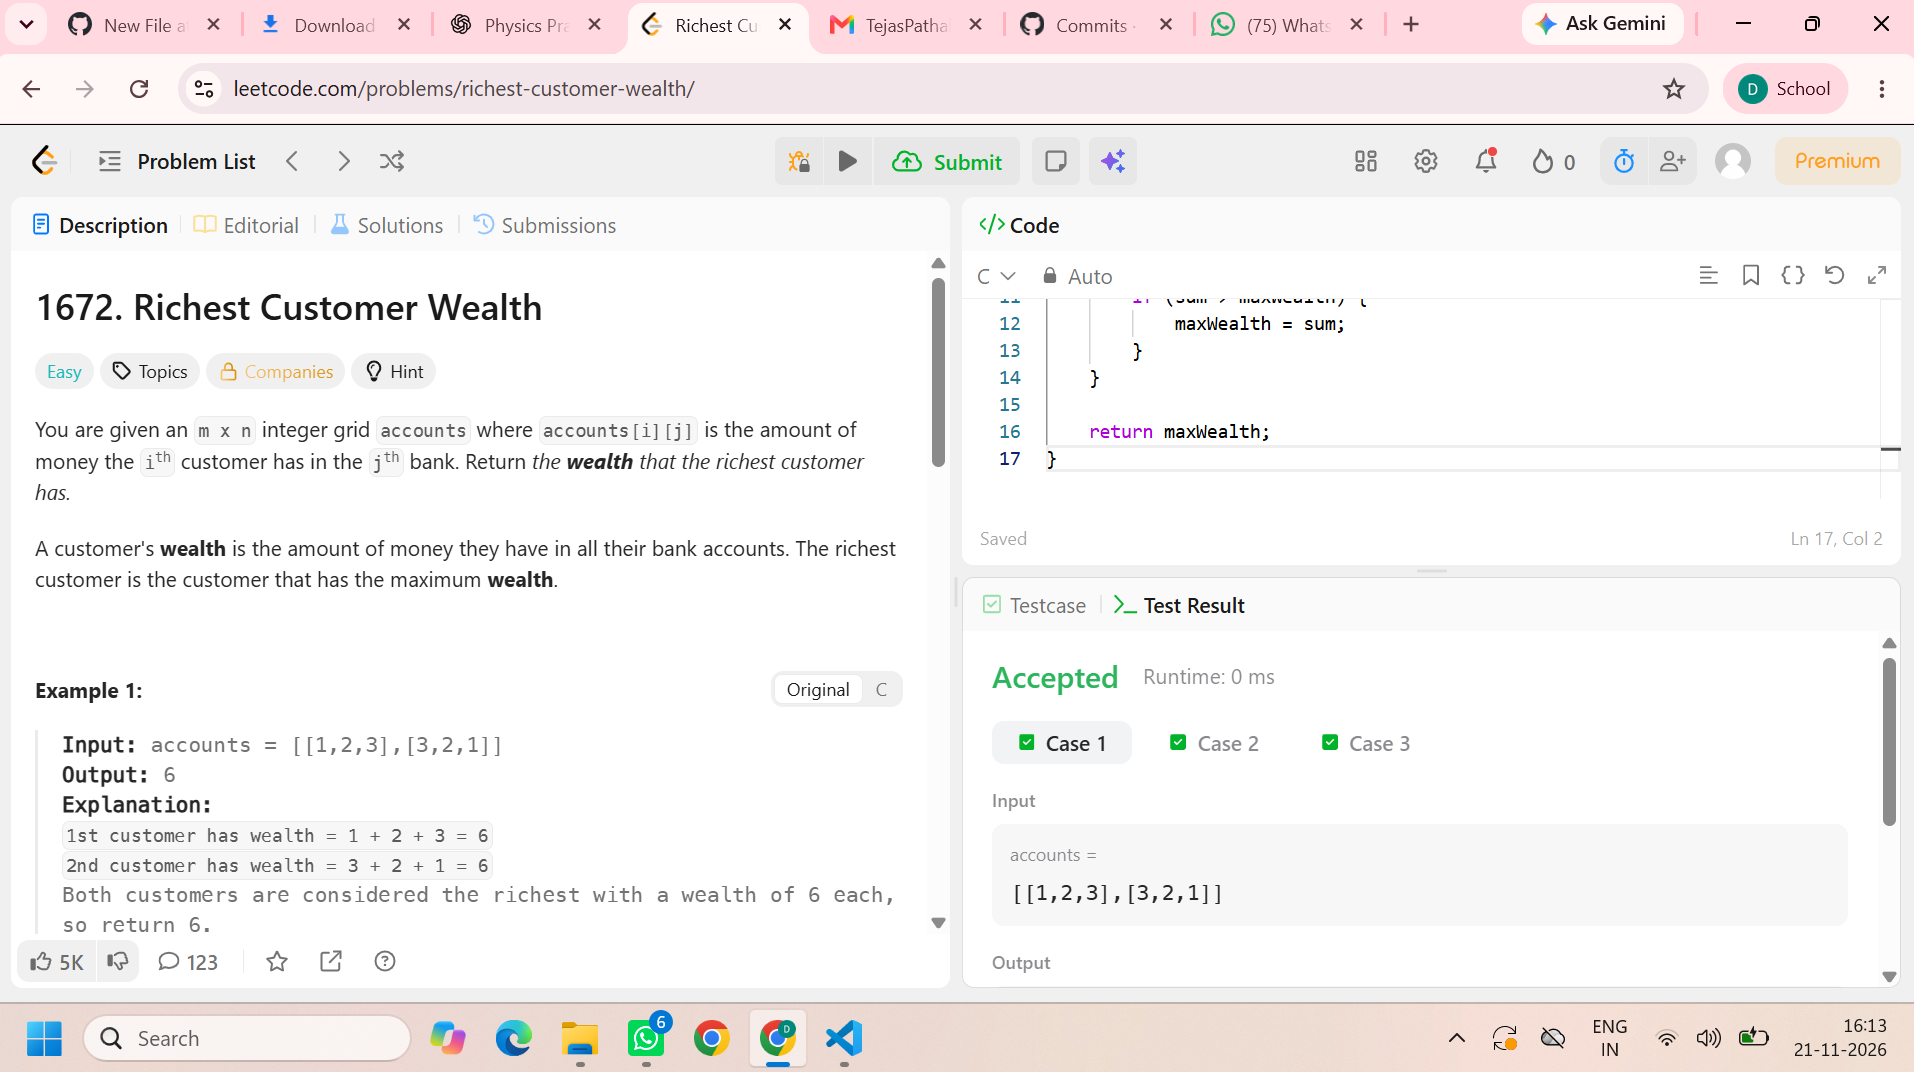 New File a
Download
Physics Pra
Richest Cu
TejasPatha
Commits ·
(75) Whats
Ask Gemini
leetcode.com/problems/richest-customer-wealth/
D School
Problem List
Submit
0
Premium
Description
Editorial
Solutions
Submissions
1672. Richest Customer Wealth
Easy
Topics
Companies
Hint
You are given an m x n integer grid accounts where accounts[i][j] is the amount of
money the ith customer has in the jth bank. Return the wealth that the richest customer
has.
A customer's wealth is the amount of money they have in all their bank accounts. The richest
customer is the customer that has the maximum wealth.
Example 1:
Original C
Input: accounts = [[1,2,3],[3,2,1]]
Output: 6
Explanation:
1st customer has wealth = 1 + 2 + 3 = 6
2nd customer has wealth = 3 + 2 + 1 = 6
Both customers are considered the richest with a wealth of 6 each,
so return 6.
5K
123
</> Code
C
Auto
11 if (sum > maxWealth) {
12 maxWealth = sum;
13 }
14 }
15
16 return maxWealth;
17 }
Saved
Ln 17, Col 2
Testcase
Test Result
Accepted Runtime: 0 ms
Case 1
Case 2
Case 3
Input
accounts =
[[1,2,3],[3,2,1]]
Output
Search
6
D
ENG
IN
16:13
21-11-2026